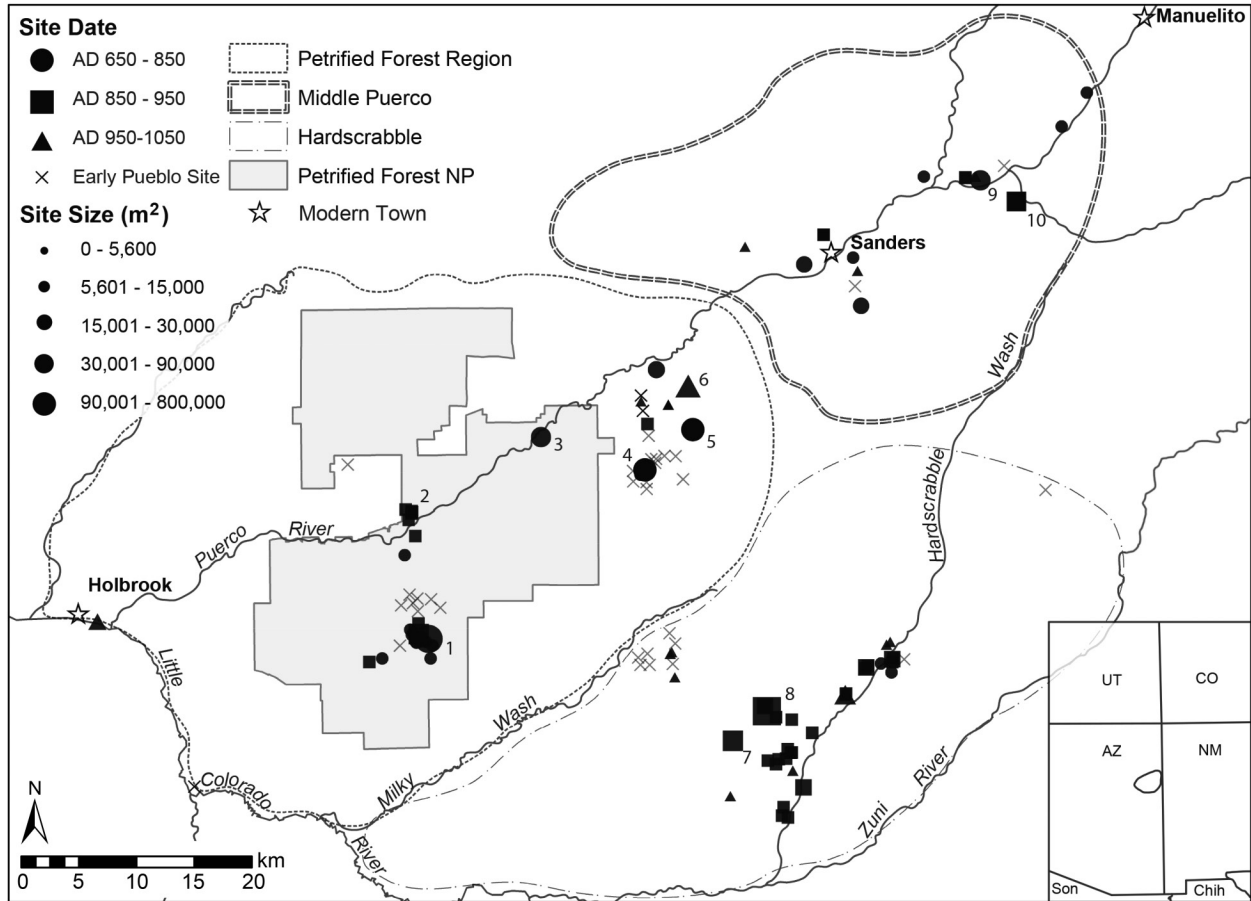 Site Date
AD 650 - 850
AD 850 - 950
AD 950-1050
Early Pueblo Site
Petrified Forest Region
Middle Puerco
Hardscrabble
Petrified Forest NP
Modern Town
Site Size (m²)
0 - 5,600
5,601 - 15,000
15,001 - 30,000
30,001 - 90,000
90,001 - 800,000
Manuelito
9
10
Sanders
Wash
6
5
3
4
2
Puerco River
Hardscrabble
Holbrook
1
Little
Colorado
River
Milky Wash
8
7
Zuni River
N
km
0 5 10 15 20
UT CO
AZ NM
Son Chih